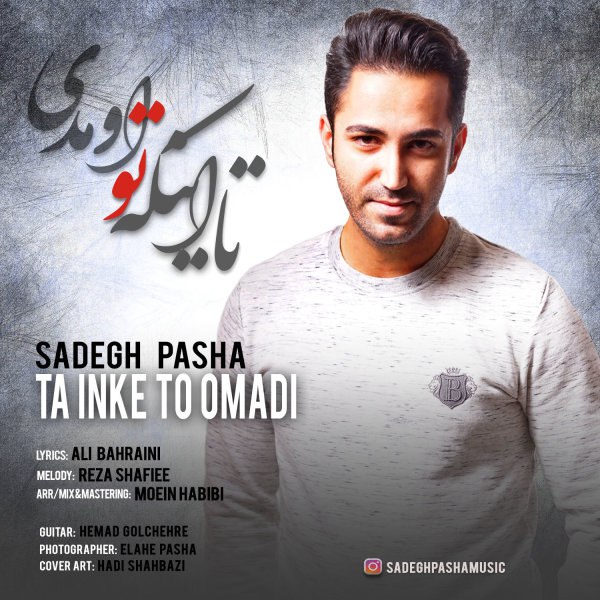 تا اینکه تو اومدی
SADEGH PASHA
TA INKE TO OMADI
LYRICS: ALI BAHRAINI
MELODY: REZA SHAFIEE
ARR/MIX&MASTERING: MOEIN HABIBI
GUITAR: HEMAD GOLCHEHRE
PHOTOGRAPHER: ELAHE PASHA
COVER ART: HADI SHAHBAZI
SADEGHPASHAMUSIC
B